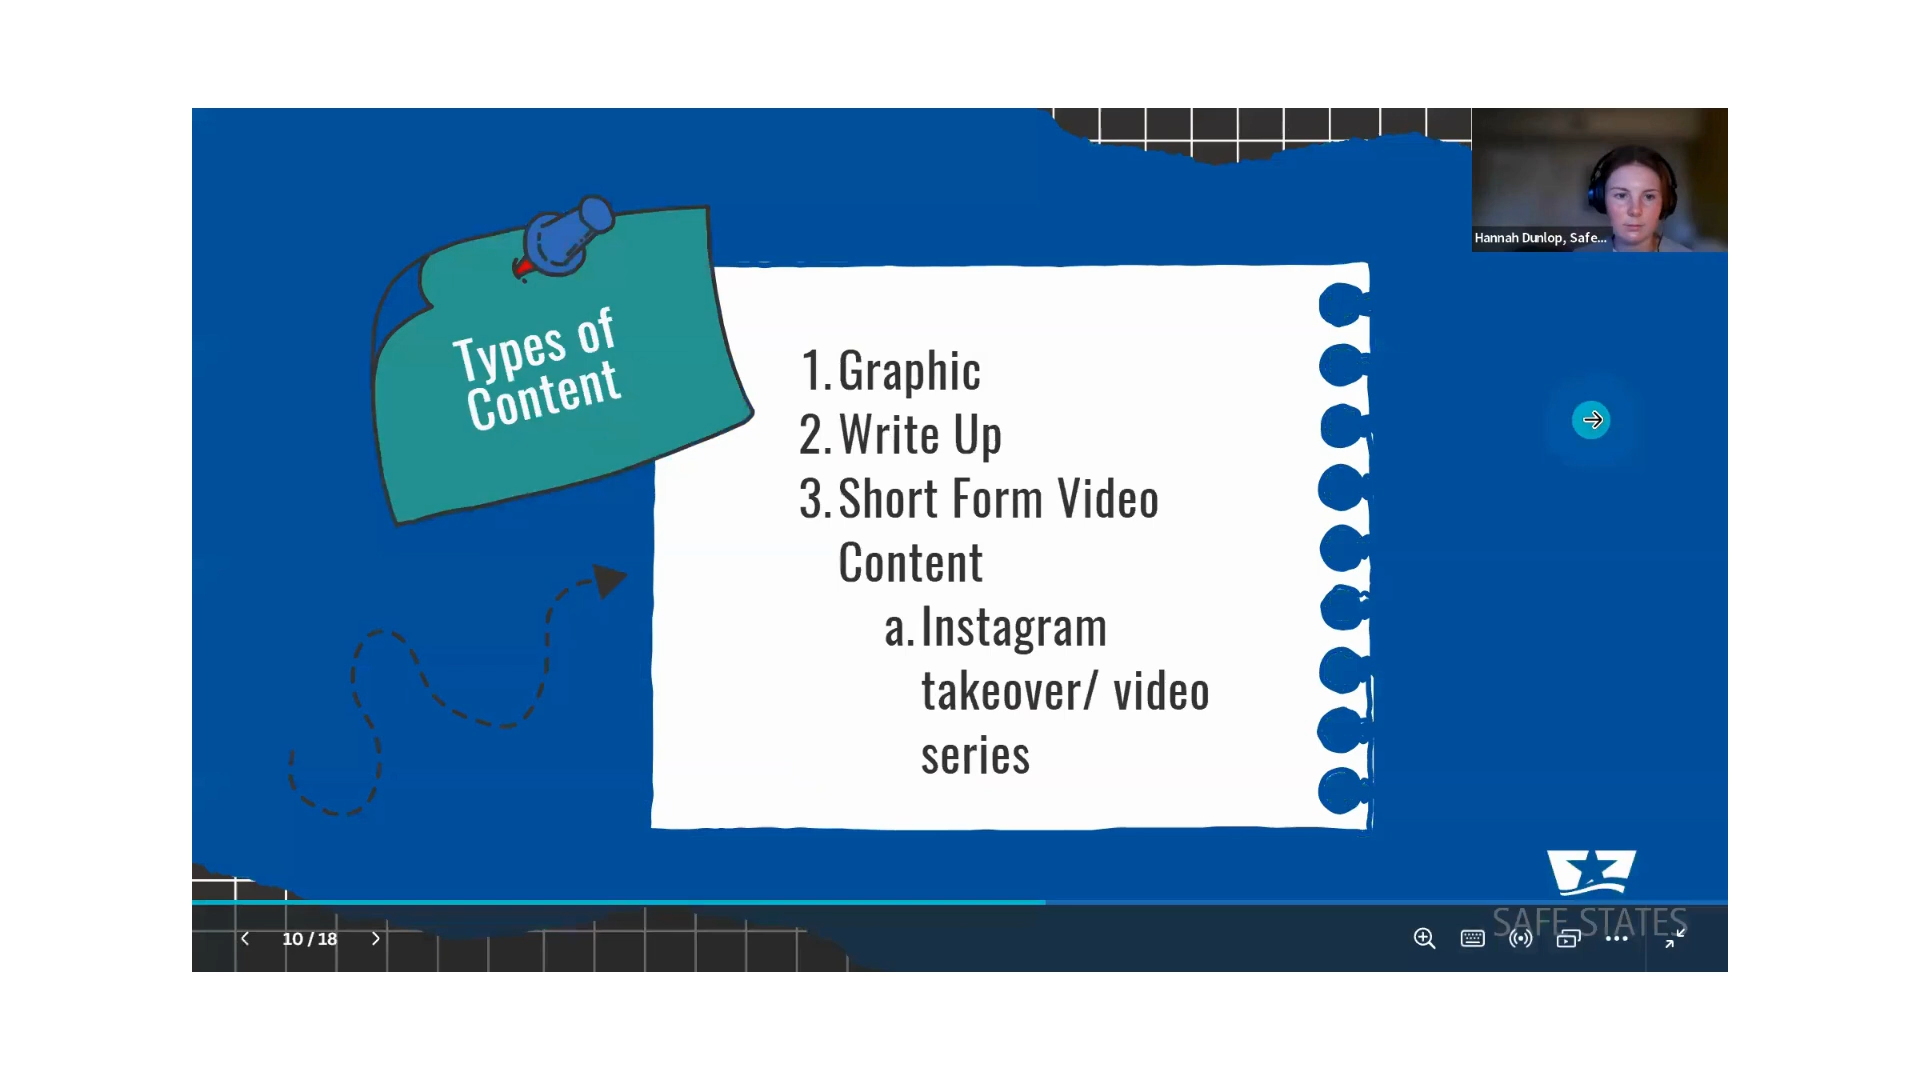 Hannah Dunlop, Safe...
Types of
Content
1. Graphic
2. Write Up
3. Short Form Video
Content
a. Instagram
takeover/ video
series
SAFE STATES
10 / 18